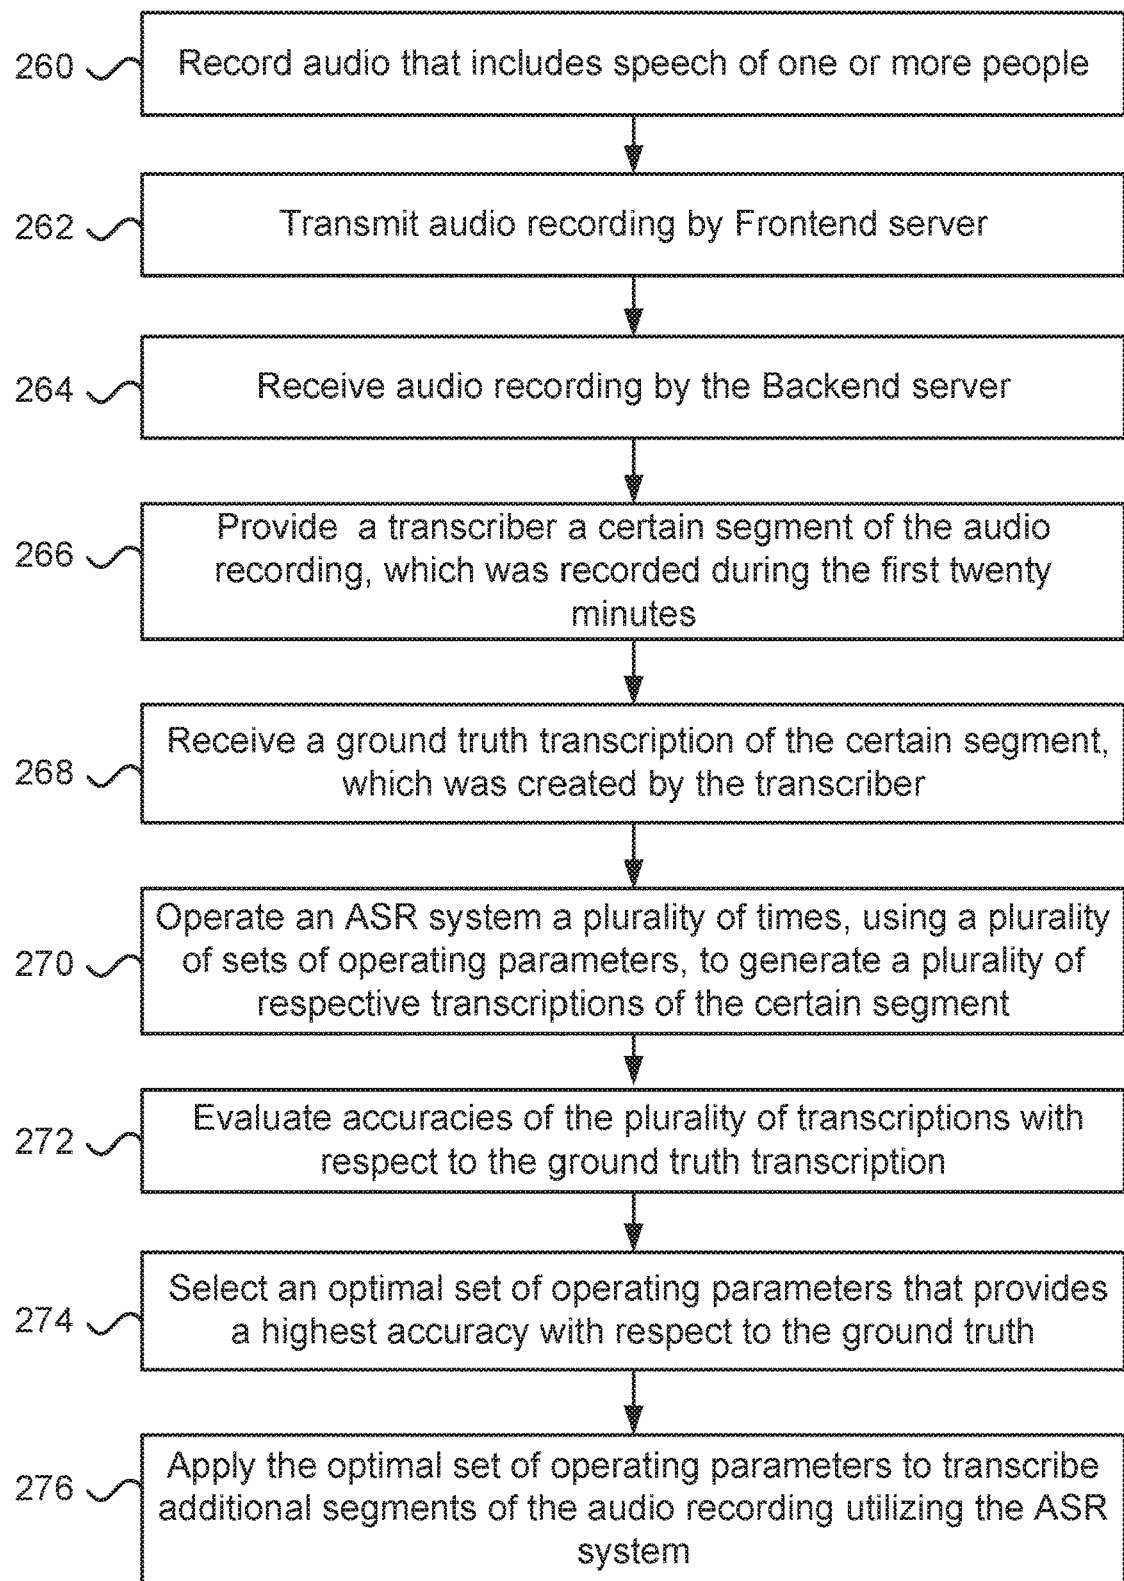 260 Record audio that includes speech of one or more people
262 Transmit audio recording by Frontend server
264 Receive audio recording by the Backend server
Provide a transcriber a certain segment of the audio
266 recording, which was recorded during the first twenty
minutes
Receive a ground truth transcription of the certain segment,
268 which was created by the transcriber
Operate an ASR system a plurality of times, using a plurality
270 of sets of operating parameters, to generate a plurality of
respective transcriptions of the certain segment
Evaluate accuracies of the plurality of transcriptions with
272 respect to the ground truth transcription
Select an optimal set of operating parameters that provides
274 a highest accuracy with respect to the ground truth
Apply the optimal set of operating parameters to transcribe
276 additional segments of the audio recording utilizing the ASR
system